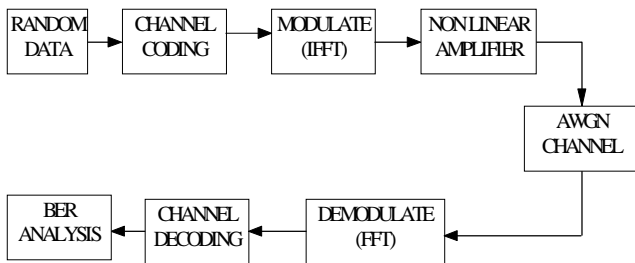 RANDOM
DATA
CHANNEL
CODING
MODULATE
(IFFT)
NON LINEAR
AMPLIFIER
AWGN
CHANNEL
BER
ANALYSIS
CHANNEL
DECODING
DEMODULATE
(FFT)